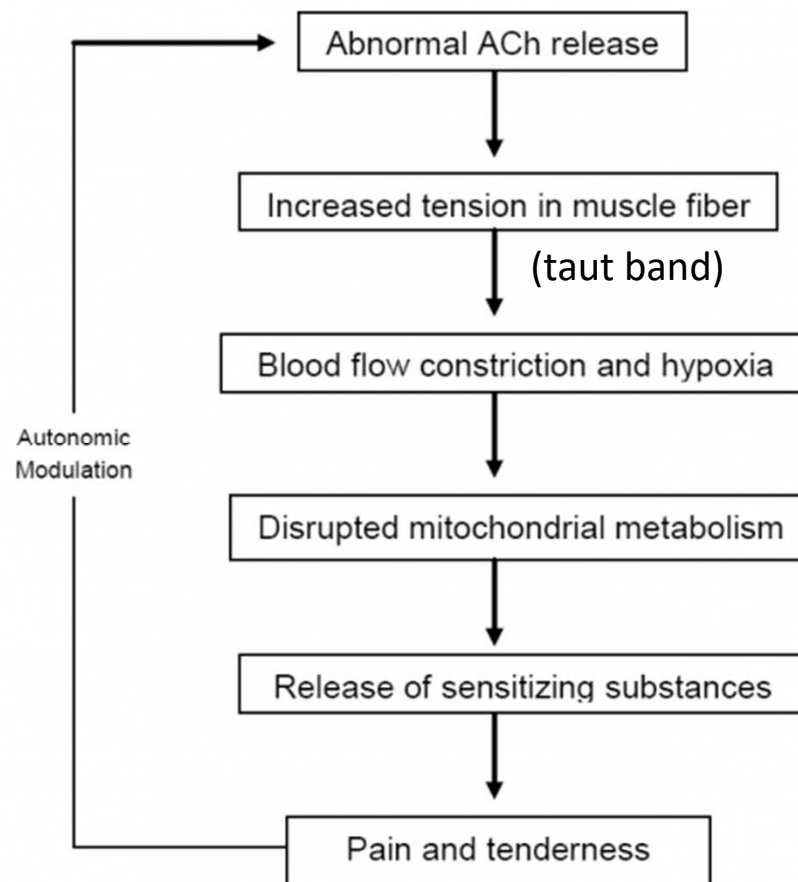 Abnormal ACh release
Increased tension in muscle fiber
(taut band)
Blood flow constriction and hypoxia
Autonomic
Modulation
Disrupted mitochondrial metabolism
Release of sensitizing substances
Pain and tenderness